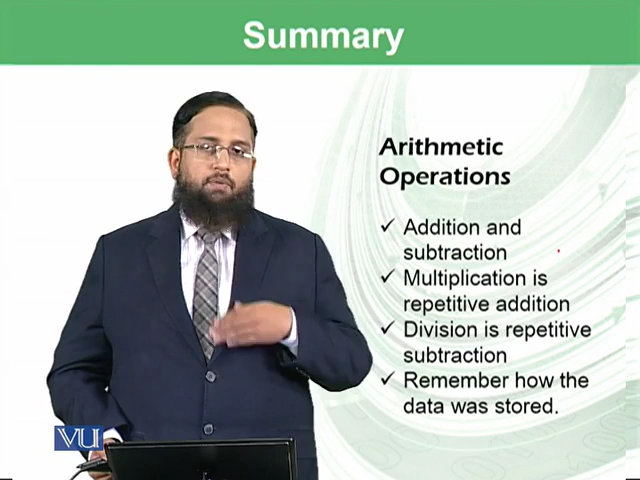 Summary
Arithmetic
Operations
✓ Addition and
subtraction
✓ Multiplication is
repetitive addition
✓ Division is repetitive
subtraction
✓ Remember how the
data was stored.
VU